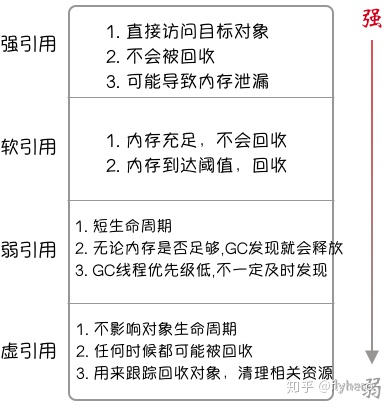 强
强引用
1. 直接访问目标对象
2. 不会被回收
3. 可能导致内存泄漏
软引用
1. 内存充足，不会回收
2. 内存到达阈值，回收
弱引用
1. 短生命周期
2. 无论内存是否足够,GC发现就会释放
3. GC线程优先级低,不一定及时发现
虚引用
1. 不影响对象生命周期
2. 任何时候都可能被回收
3. 用来跟踪回收对象，清理相关资源
知乎
弱